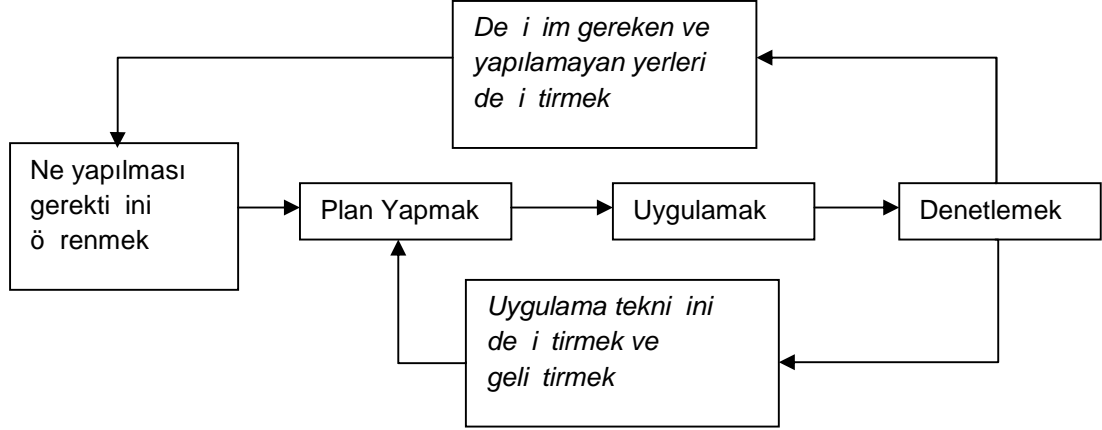 De i im gereken ve
yapılamayan yerleri
de i tirmek
Ne yapılması
gerekti ini
ö renmek
Plan Yapmak
Uygulamak
Denetlemek
Uygulama tekni ini
de i tirmek ve
geli tirmek